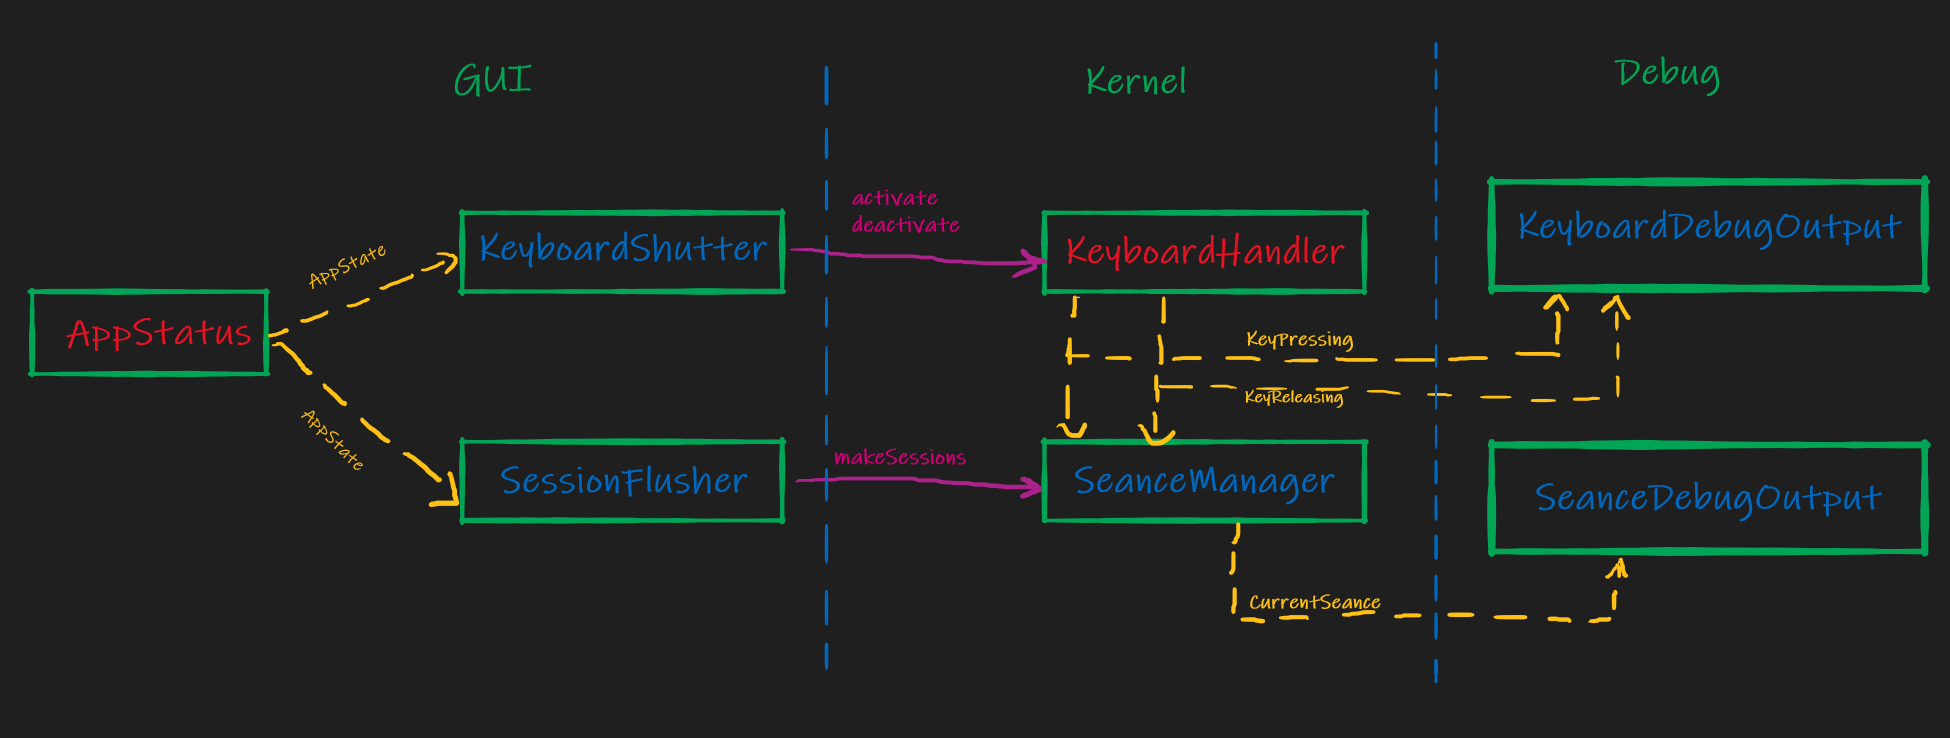 GUI
Kernel
Debug
activate
deactivate
KeyboardShutter
KeyboardHandler
KeyboardDebugOutput
AppState
AppStatus
KeyPressing
KeyReleasing
AppState
makeSessions
SessionFlusher
SeanceManager
SeanceDebugOutput
CurrentSeance